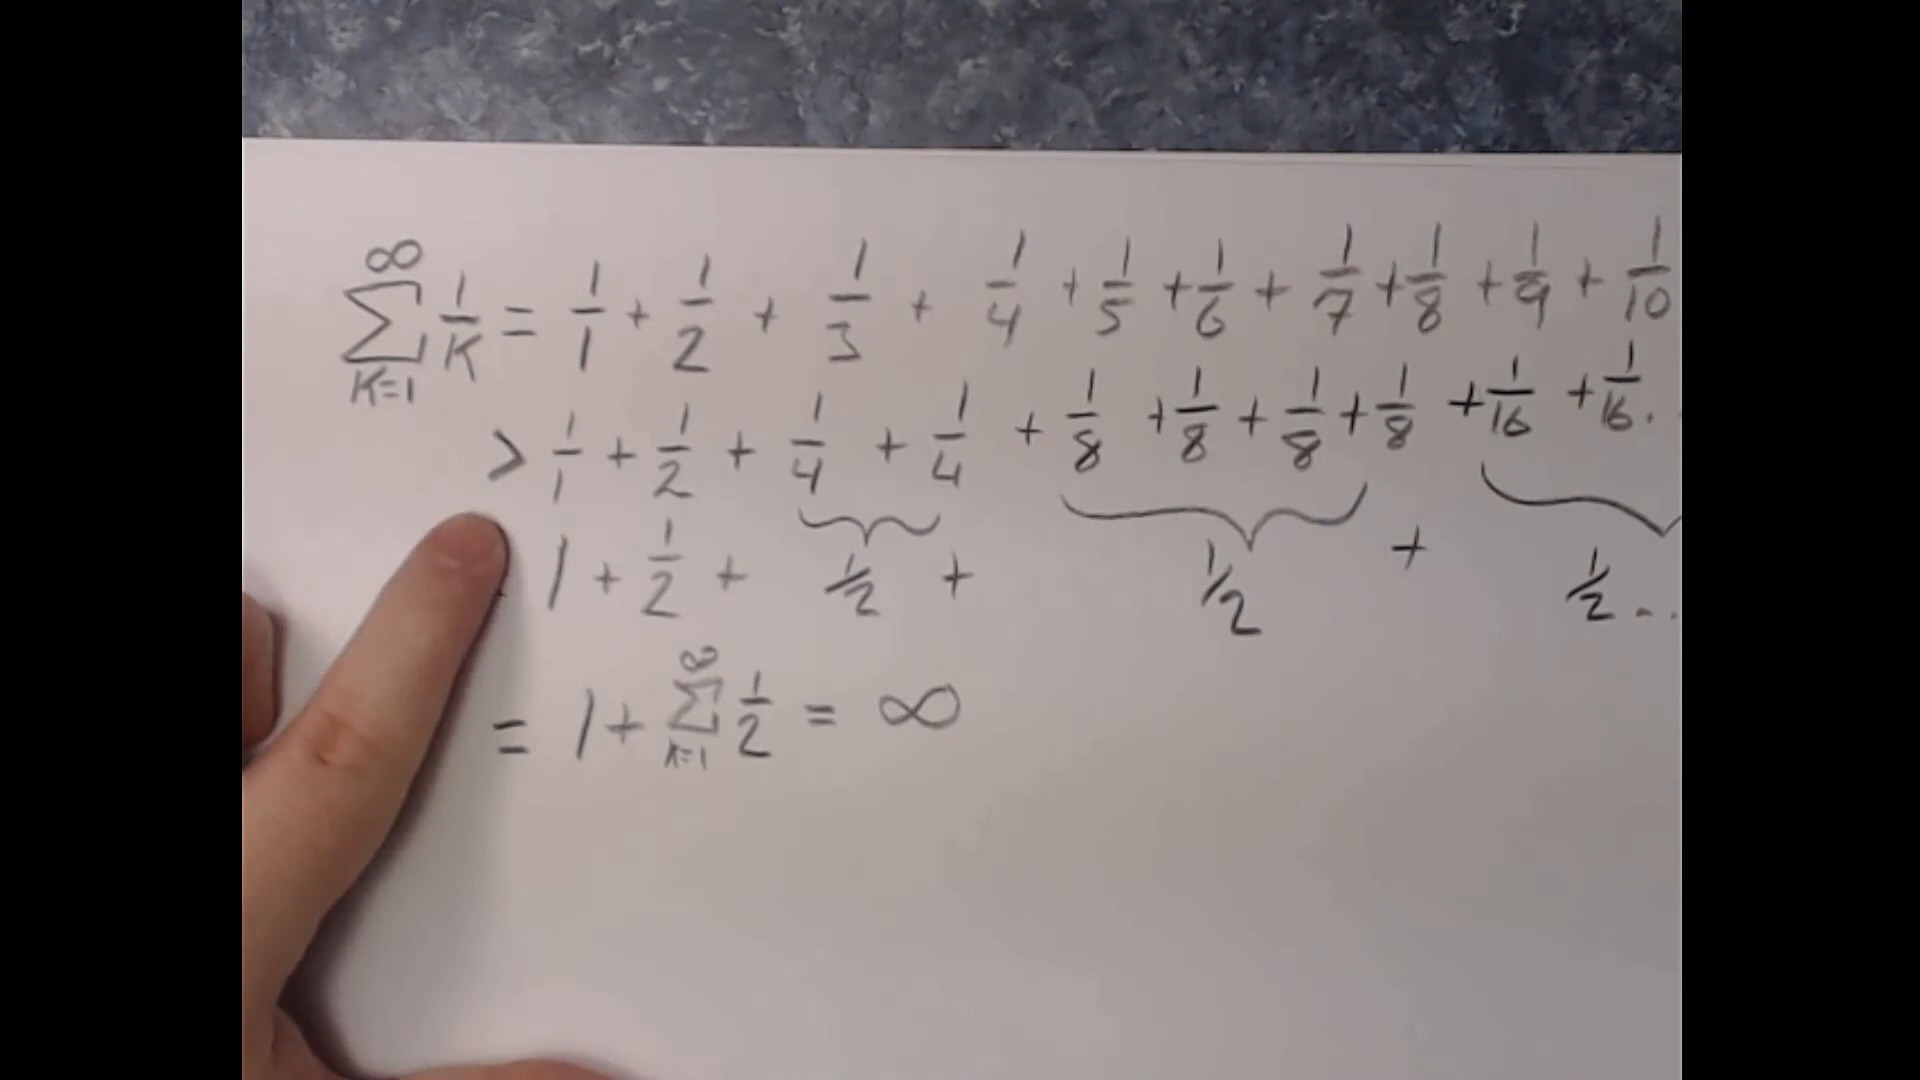 ∞∑K=1 1/K = 1/1 + 1/2 + 1/3 + 1/4 + 1/5 + 1/6 + 1/7 + 1/8 + 1/9 + 1/10
> 1/1 + 1/2 + 1/4 + 1/4 + 1/8 + 1/8 + 1/8 + 1/8 + 1/16 + 1/16 ..
1 + 1/2 + 1/2 + 1/2 + 1/2 ...
= 1 + ∞∑K=1 1/2 = ∞